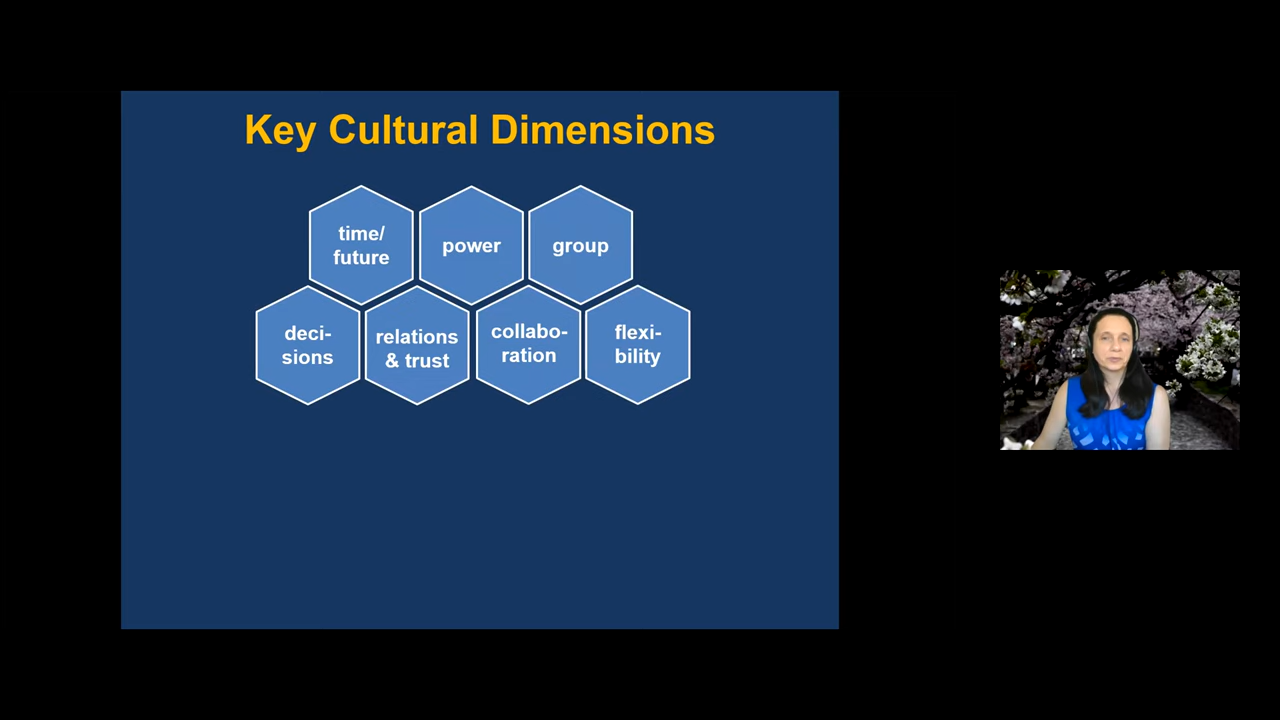 Key Cultural Dimensions
time/
future
power
group
deci-
sions
relations
& trust
collabo-
ration
flexi-
bility